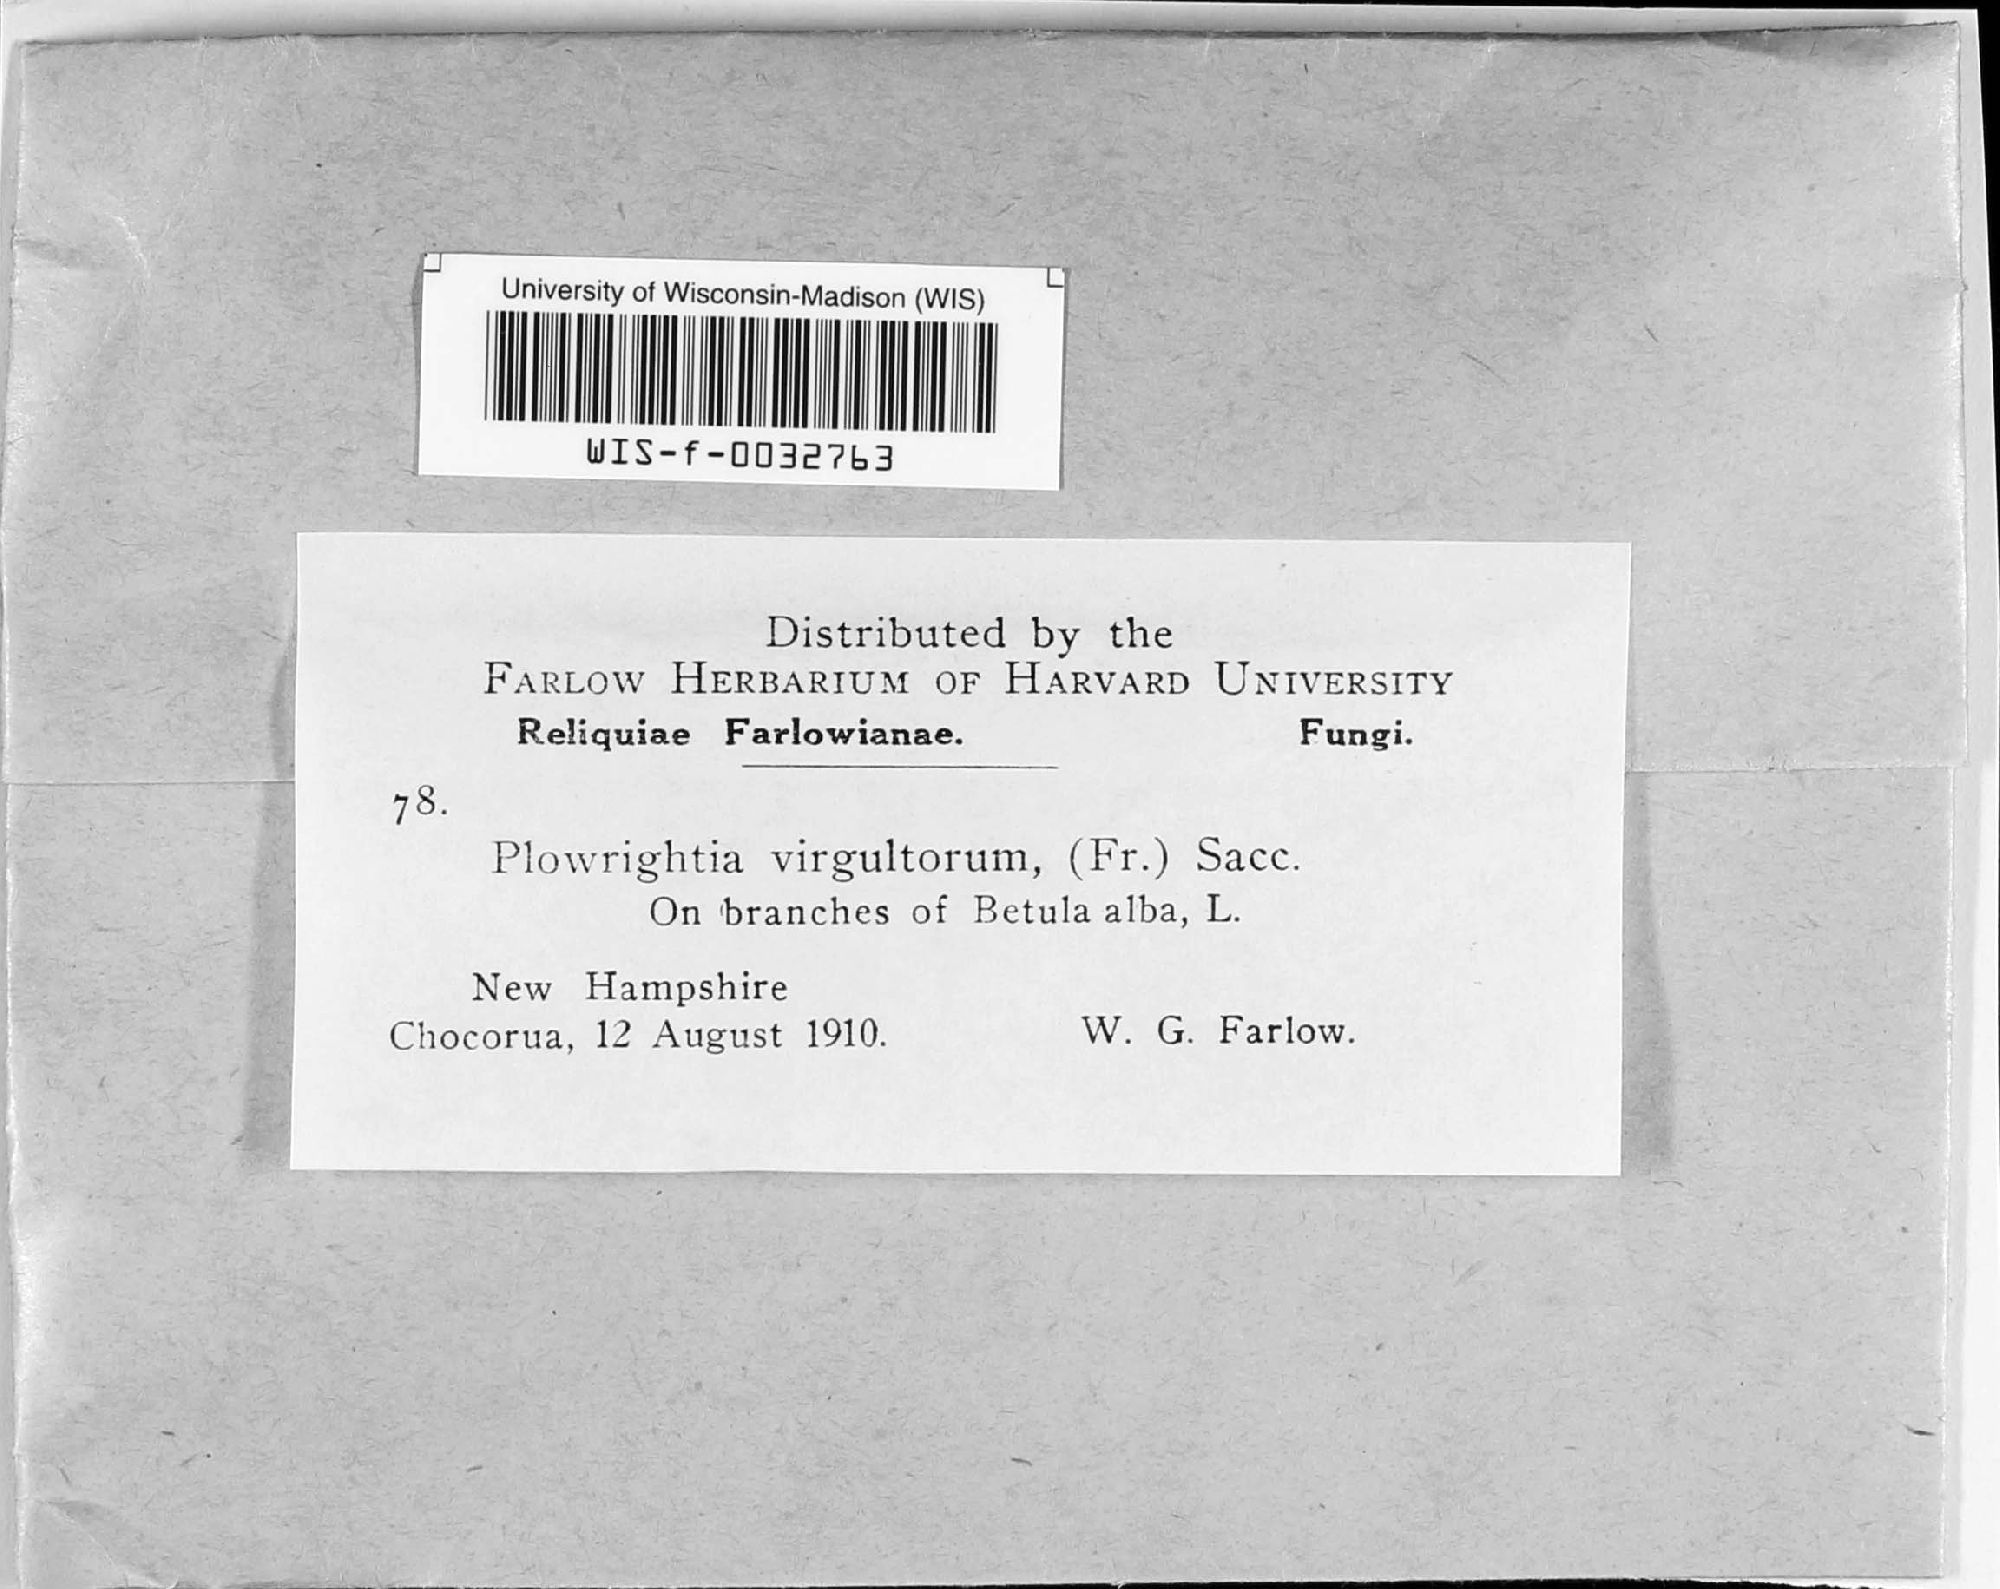 University of Wisconsin-Madison (WIS)
WIS-f-0032763
Distributed by the
FARLOW HERBARIUM OF HARVARD UNIVERSITY
Reliquiae Farlowianae. Fungi.
78.
Plowrightia virgultorum, (Fr.) Sacc.
On branches of Betula alba, L.
New Hampshire
Chocorua, 12 August 1910. W. G. Farlow.